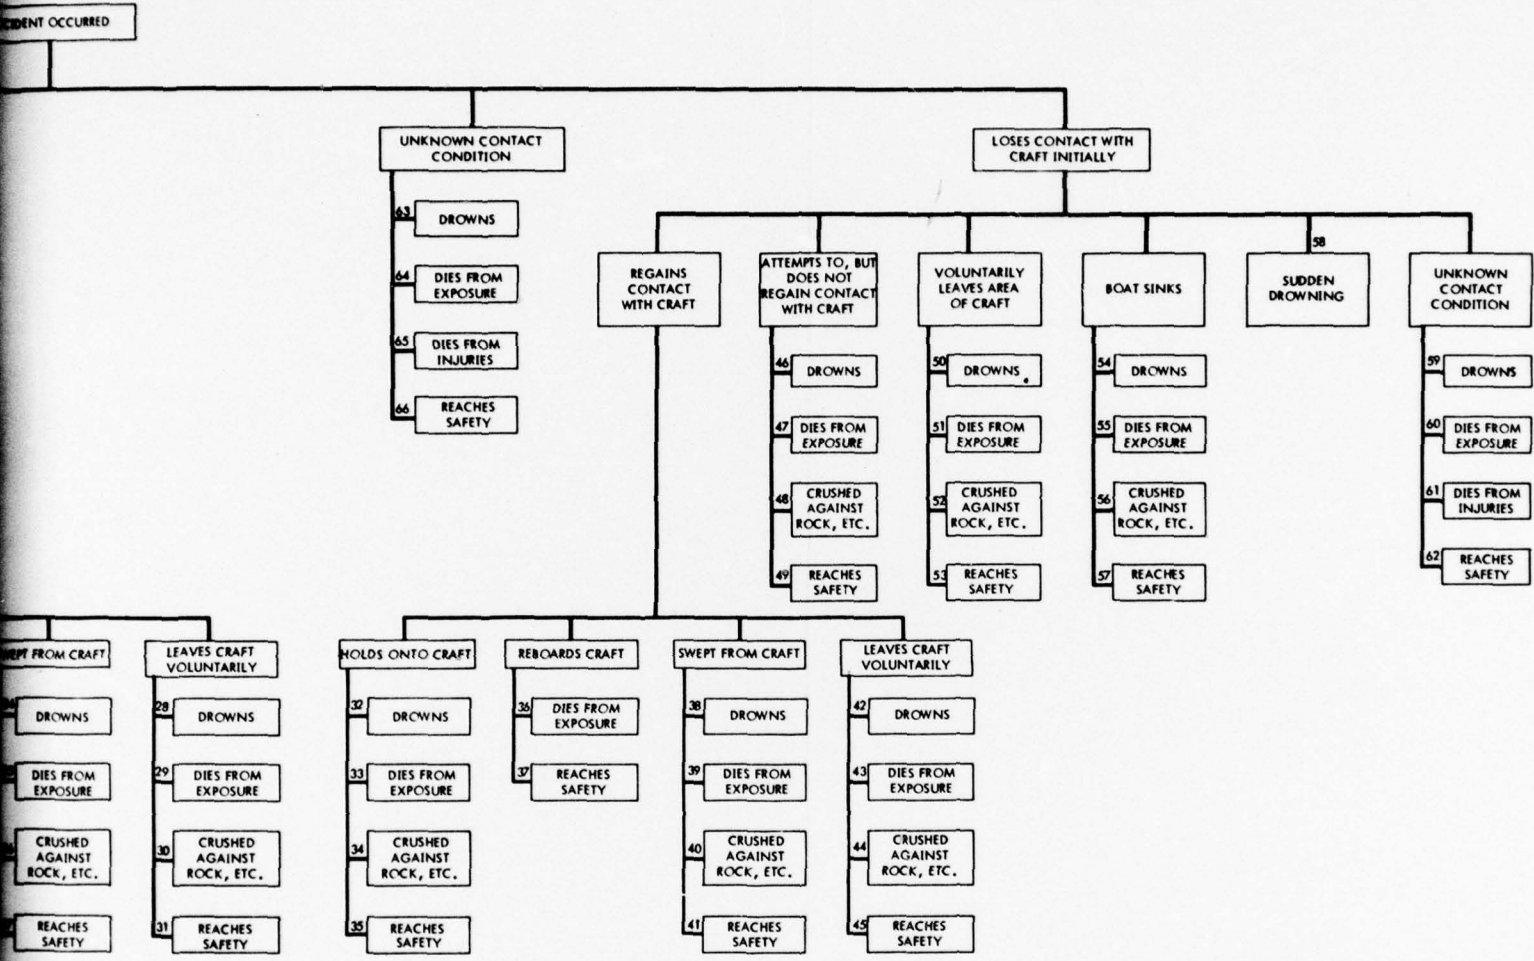 OCCURRED
UNKNOWN CONTACT
CONDITION
63
DROWNS
64
DIES FROM
EXPOSURE
65
DIES FROM
INJURIES
66
REACHES
SAFETY
LOSES CONTACT WITH
CRAFT INITIALLY
REGAINS
CONTACT
WITH CRAFT
ATTEMPTS TO, BUT
DOES NOT
REGAIN CONTACT
WITH CRAFT
46
DROWNS
47
DIES FROM
EXPOSURE
48
CRUSHED
AGAINST
ROCK, ETC.
49
REACHES
SAFETY
VOLUNTARILY
LEAVES AREA
OF CRAFT
50
DROWNS
51
DIES FROM
EXPOSURE
52
CRUSHED
AGAINST
ROCK, ETC.
53
REACHES
SAFETY
BOAT SINKS
54
DROWNS
55
DIES FROM
EXPOSURE
56
CRUSHED
AGAINST
ROCK, ETC.
57
REACHES
SAFETY
58
SUDDEN
DROWNING
UNKNOWN
CONTACT
CONDITION
59
DROWNS
60
DIES FROM
EXPOSURE
61
DIES FROM
INJURIES
62
REACHES
SAFETY
FROM CRAFT
DROWNS
DIES FROM
EXPOSURE
CRUSHED
AGAINST
ROCK, ETC.
REACHES
SAFETY
LEAVES CRAFT
VOLUNTARILY
28
DROWNS
29
DIES FROM
EXPOSURE
30
CRUSHED
AGAINST
ROCK, ETC.
31
REACHES
SAFETY
HOLDS ONTO CRAFT
32
DROWNS
33
DIES FROM
EXPOSURE
34
CRUSHED
AGAINST
ROCK, ETC.
35
REACHES
SAFETY
REBOARDS CRAFT
36
DIES FROM
EXPOSURE
37
REACHES
SAFETY
SWEPT FROM CRAFT
38
DROWNS
39
DIES FROM
EXPOSURE
40
CRUSHED
AGAINST
ROCK, ETC.
41
REACHES
SAFETY
LEAVES CRAFT
VOLUNTARILY
42
DROWNS
43
DIES FROM
EXPOSURE
44
CRUSHED
AGAINST
ROCK, ETC.
45
REACHES
SAFETY